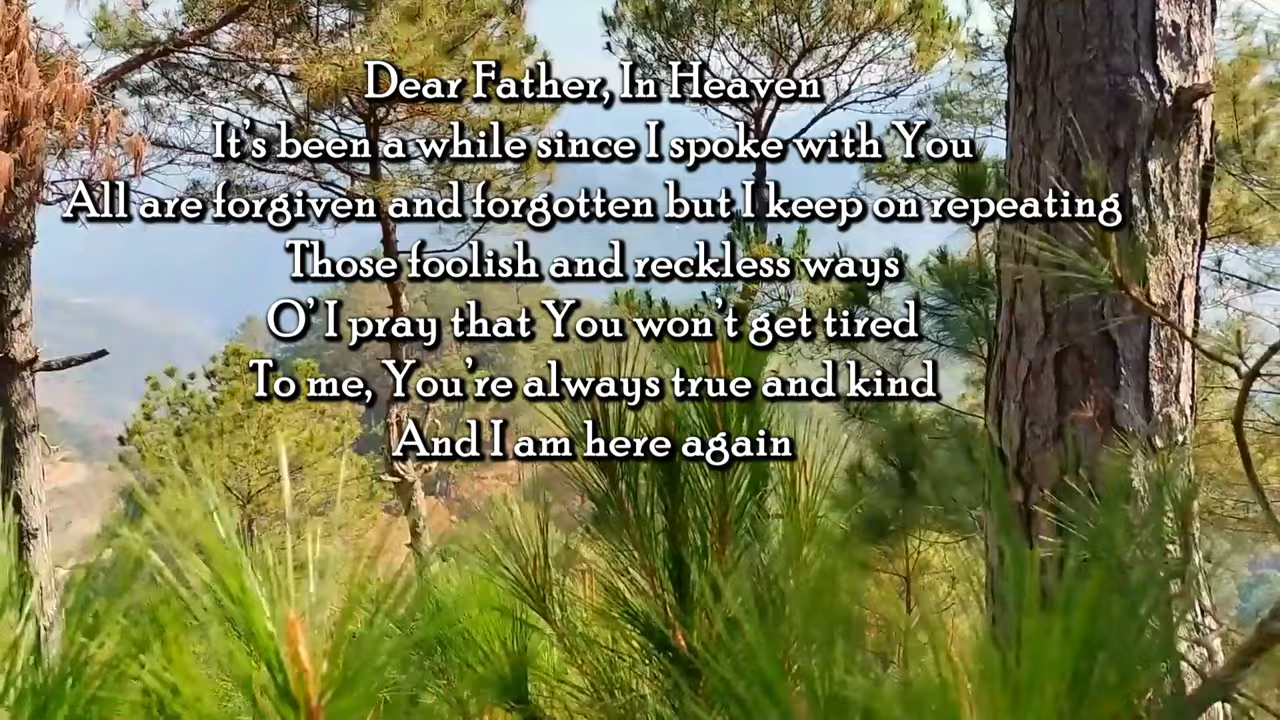 Dear Father, In Heaven
It's been a while since I spoke with You
All are forgiven and forgotten but I keep on repeating
Those foolish and reckless ways
O' I pray that You won't get tired
To me, You're always true and kind
And I am here again